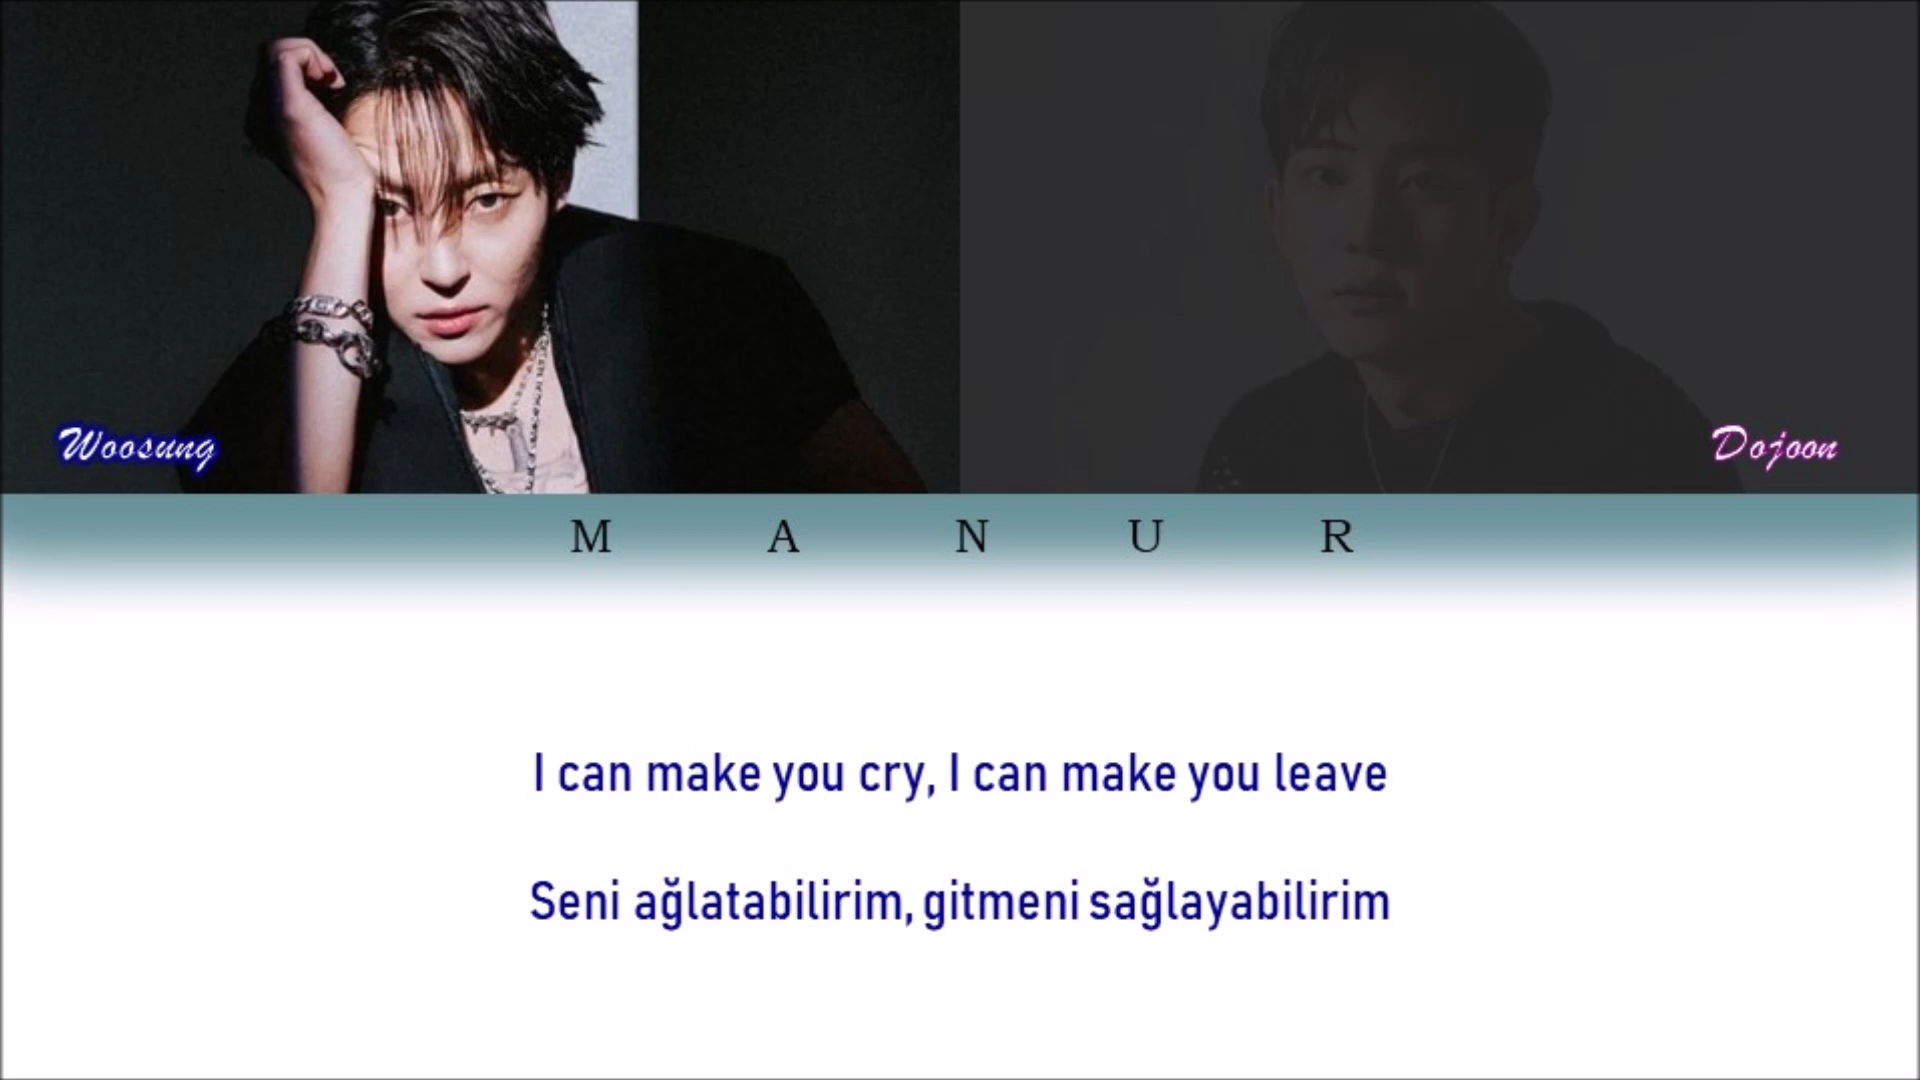 Woosung
Dojoon
M A N U R
I can make you cry, I can make you leave
Seni ağlatabilirim, gitmeni sağlayabilirim